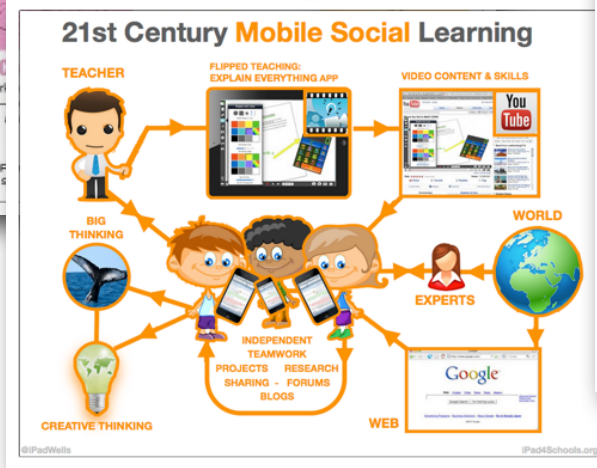 21st Century Mobile Social Learning
TEACHER
FLIPPED TEACHING:
EXPLAIN EVERYTHING APP
VIDEO CONTENT & SKILLS
You
Tube
BIG
THINKING
WORLD
EXPERTS
INDEPENDENT
TEAMWORK
PROJECTS RESEARCH
SHARING - FORUMS
BLOGS
Google
CREATIVE THINKING
WEB
@iPadWells
iPad4Schools.org